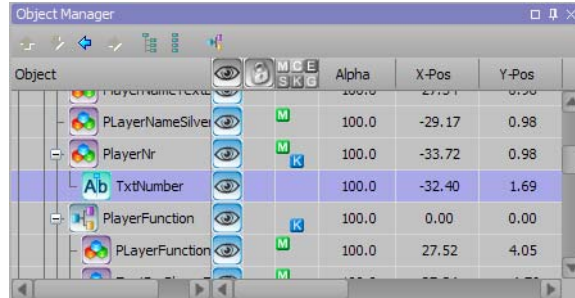 Object Manager
Object M C E S K G Alpha X-Pos Y-Pos
PLayerNameSilver M 100.0 -29.17 0.98
PlayerNr M K 100.0 -33.72 0.98
Ab TxtNumber 100.0 -32.40 1.69
PlayerFunction K 100.0 0.00 0.00
PLayerFunction M 100.0 27.52 4.05